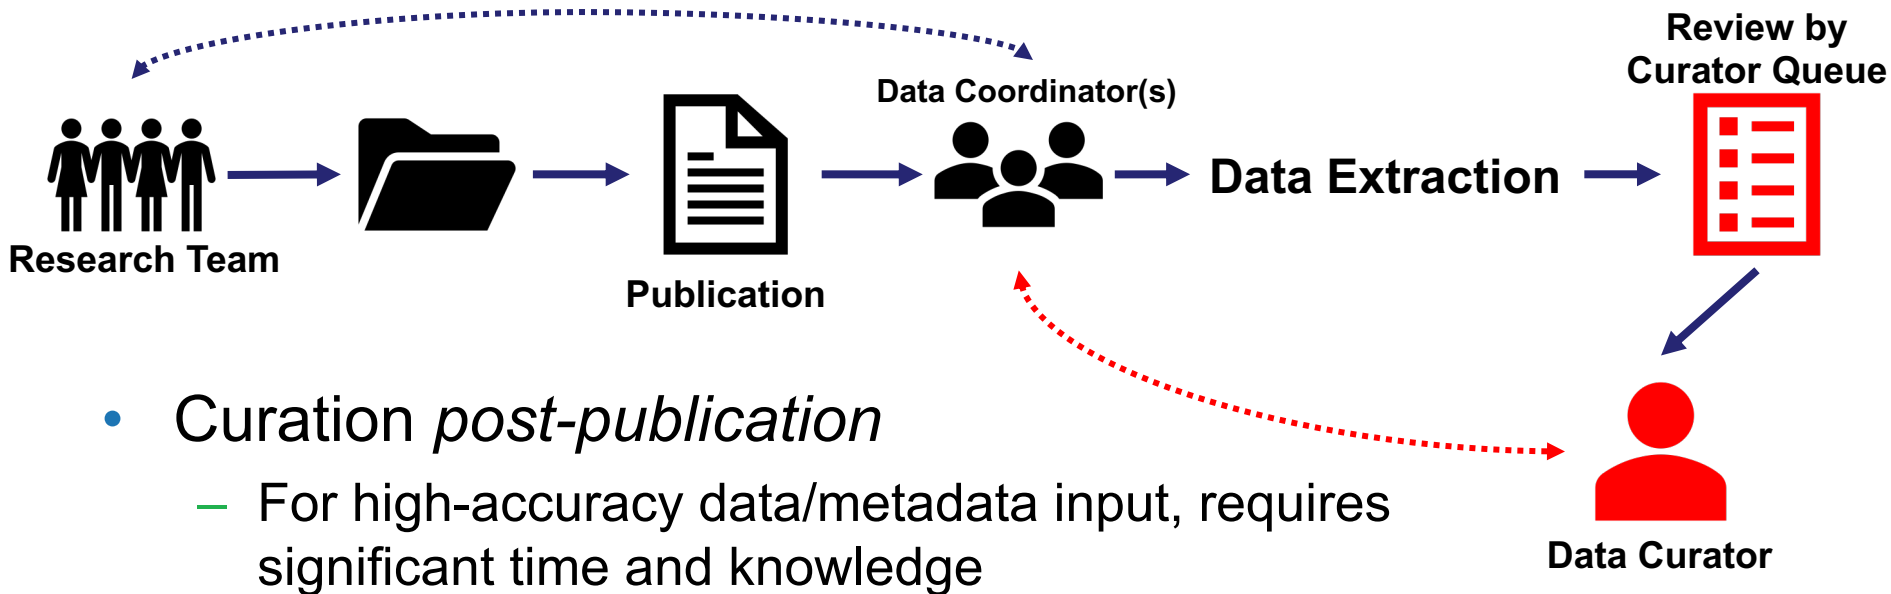 Review by
Curator Queue
Data Coordinator(s)
Data Extraction
Research Team
Publication
• Curation post-publication
– For high-accuracy data/metadata input, requires
significant time and knowledge
Data Curator